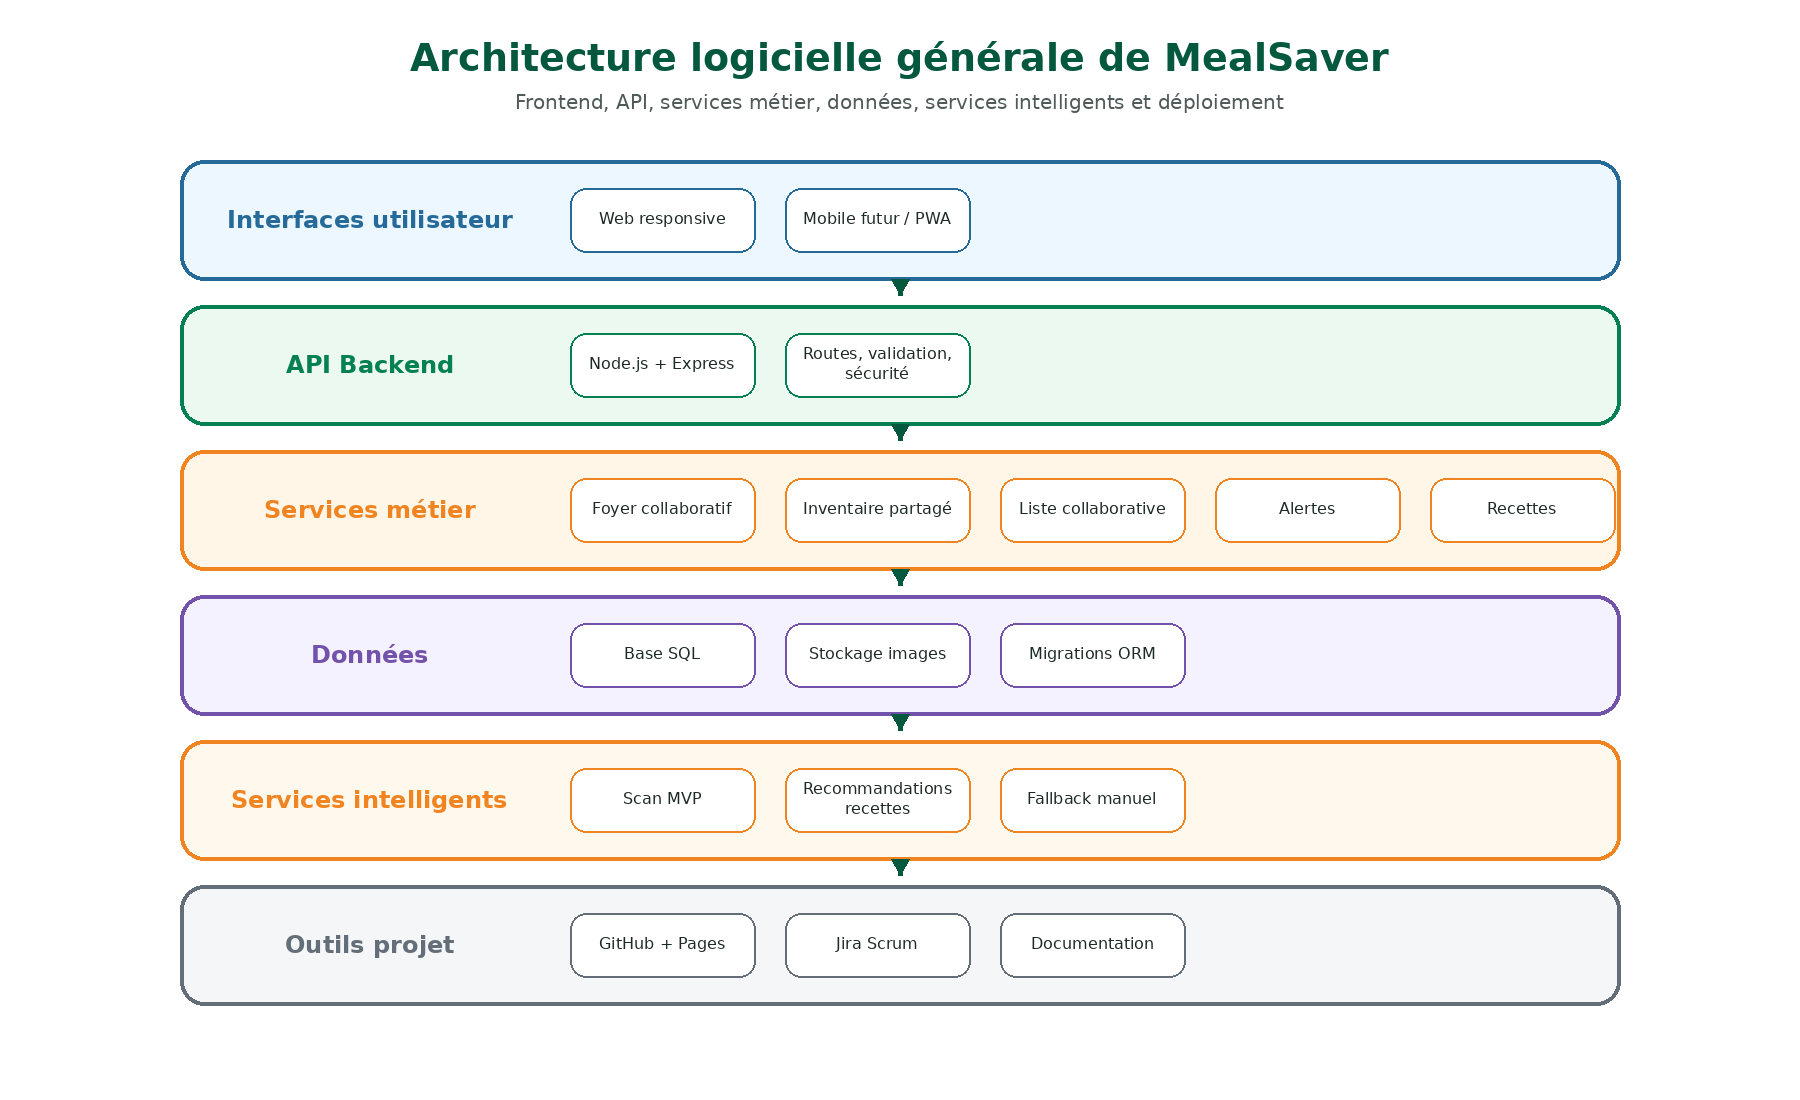 Architecture logicielle générale de MealSaver
Frontend, API, services métier, données, services intelligents et déploiement
Interfaces utilisateur
Web responsive
Mobile futur / PWA
API Backend
Node.js + Express
Routes, validation,
sécurité
Services métier
Foyer collaboratif
Inventaire partagé
Liste collaborative
Alertes
Recettes
Données
Base SQL
Stockage images
Migrations ORM
Services intelligents
Scan MVP
Recommandations
recettes
Fallback manuel
Outils projet
GitHub + Pages
Jira Scrum
Documentation